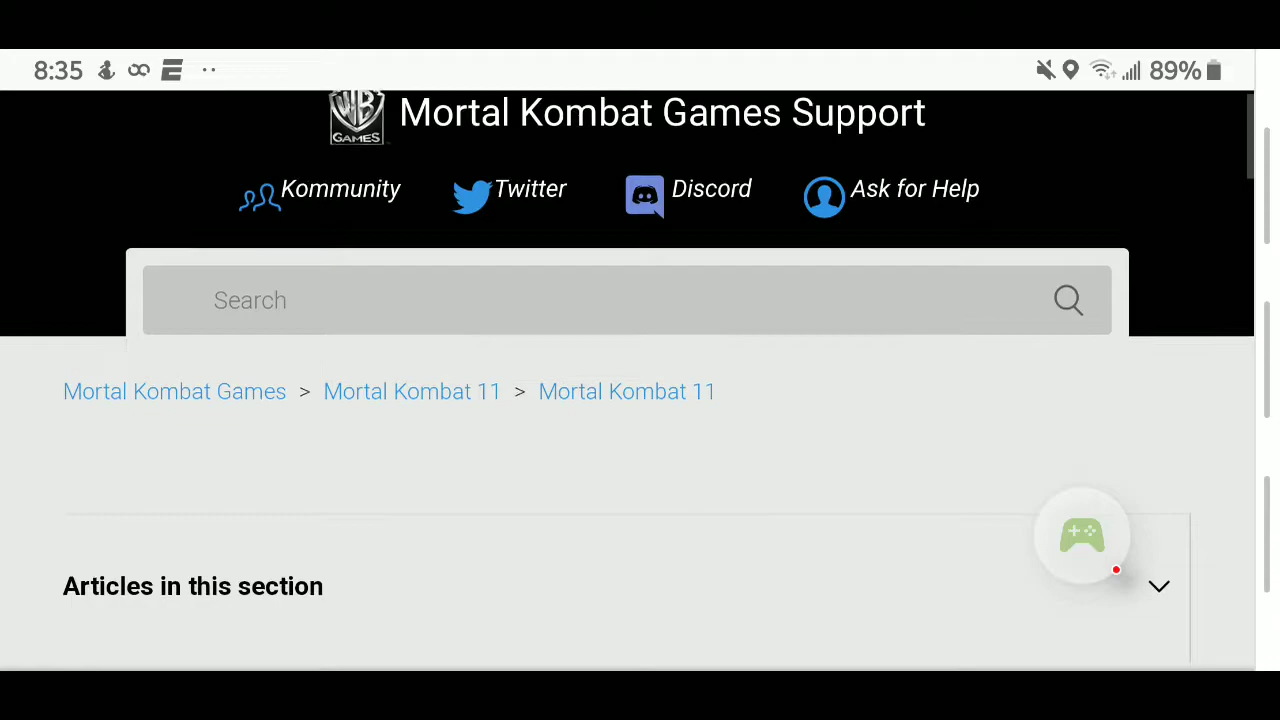 8:35 89%
WB
GAMES
Mortal Kombat Games Support
Kommunity Twitter Discord Ask for Help
Search
Mortal Kombat Games > Mortal Kombat 11 > Mortal Kombat 11
Articles in this section